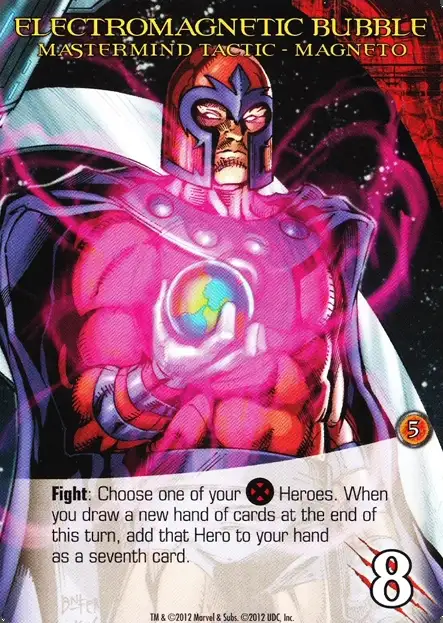 ELECTROMAGNETIC BUBBLE
MASTERMIND TACTIC - MAGNETO
5
Fight: Choose one of your Heroes. When
you draw a new hand of cards at the end of
this turn, add that Hero to your hand
as a seventh card.
8
TM & ©2012 Marvel & Subs. ©2012 UDC, Inc.